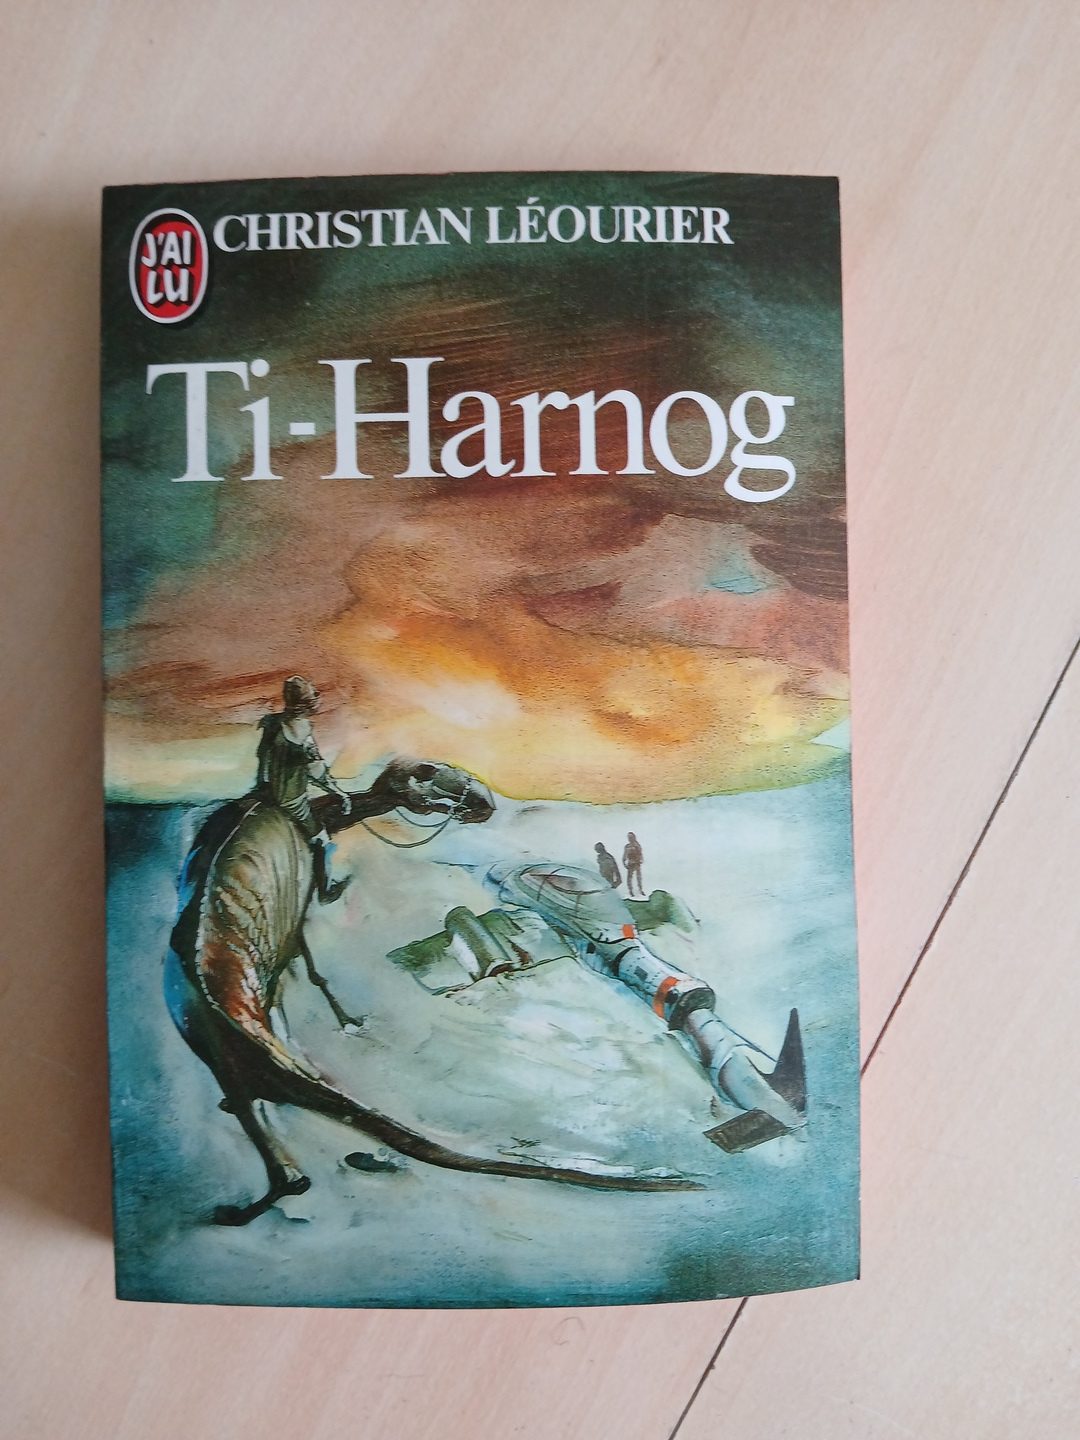 CHRISTIAN LÉOURIER
J'AI
LU
Ti-Harnog